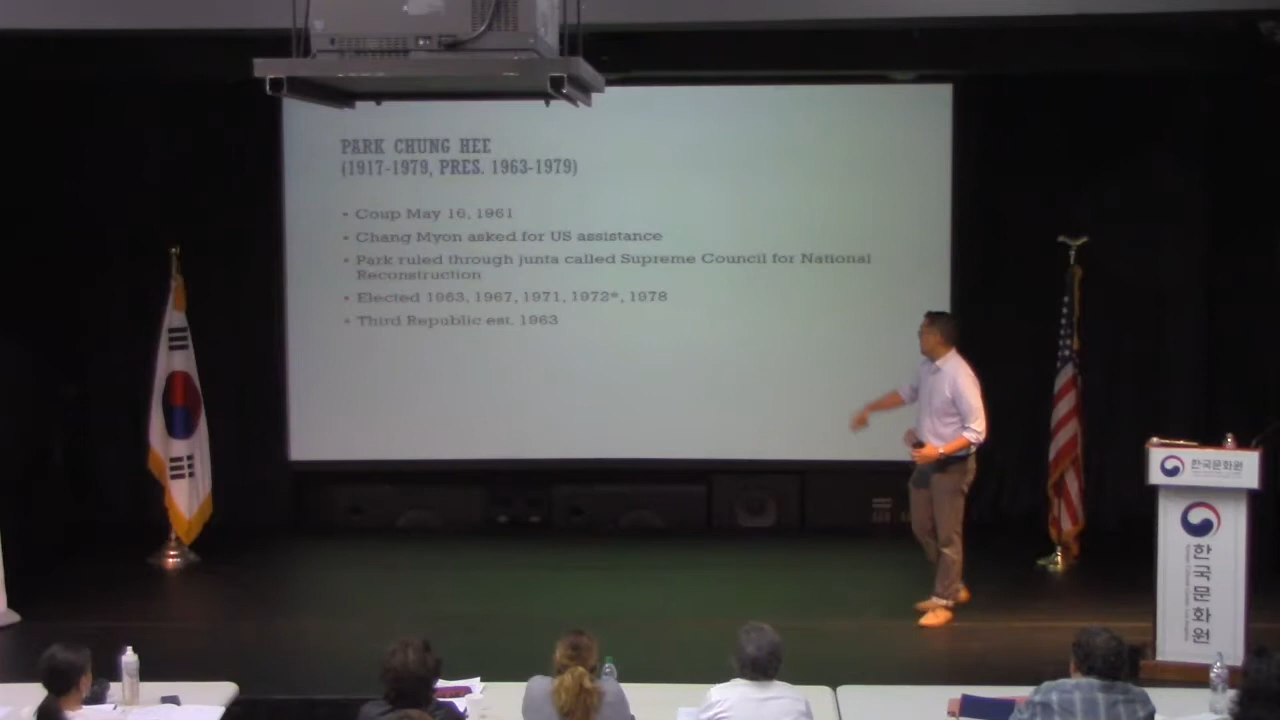 PARK CHUNG HEE
(1917-1979, PRES. 1963-1979)
• Coup May 16, 1961
• Chang Myon asked for US assistance
• Park ruled through junta called Supreme Council for National
Reconstruction
• Elected 1963, 1967, 1971, 1972*, 1978
• Third Republic est. 1963
한국문화원
한국문화원